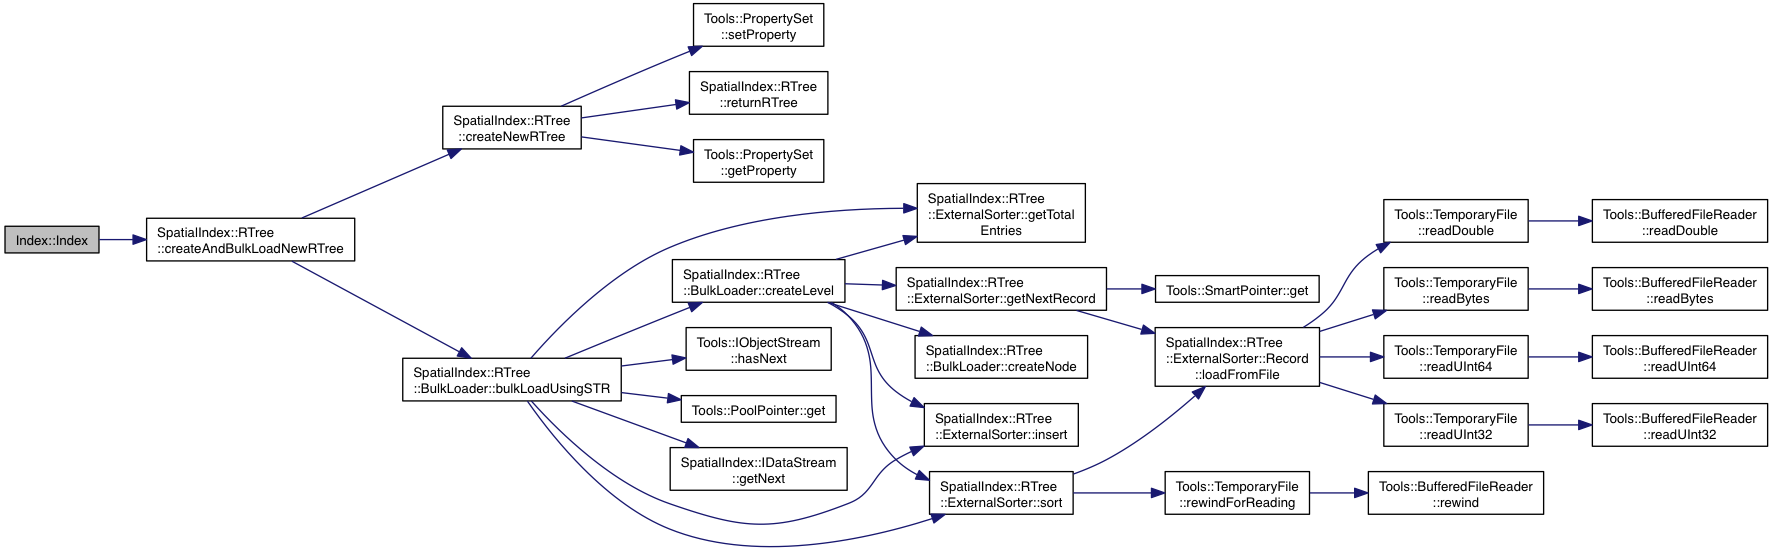 Index::Index
SpatialIndex::RTree
::createAndBulkLoadNewRTree
SpatialIndex::RTree
::createNewRTree
Tools::PropertySet
::setProperty
SpatialIndex::RTree
::returnRTree
Tools::PropertySet
::getProperty
SpatialIndex::RTree
::BulkLoader::bulkLoadUsingSTR
SpatialIndex::RTree
::BulkLoader::createLevel
Tools::IObjectStream
::hasNext
Tools::PoolPointer::get
SpatialIndex::IDataStream
::getNext
SpatialIndex::RTree
::ExternalSorter::getTotal
Entries
SpatialIndex::RTree
::ExternalSorter::getNextRecord
SpatialIndex::RTree
::BulkLoader::createNode
SpatialIndex::RTree
::ExternalSorter::insert
SpatialIndex::RTree
::ExternalSorter::sort
Tools::SmartPointer::get
SpatialIndex::RTree
::ExternalSorter::Record
::loadFromFile
Tools::TemporaryFile
::rewindForReading
Tools::TemporaryFile
::readDouble
Tools::TemporaryFile
::readBytes
Tools::TemporaryFile
::readUInt64
Tools::TemporaryFile
::readUInt32
Tools::BufferedFileReader
::rewind
Tools::BufferedFileReader
::readDouble
Tools::BufferedFileReader
::readBytes
Tools::BufferedFileReader
::readUInt64
Tools::BufferedFileReader
::readUInt32